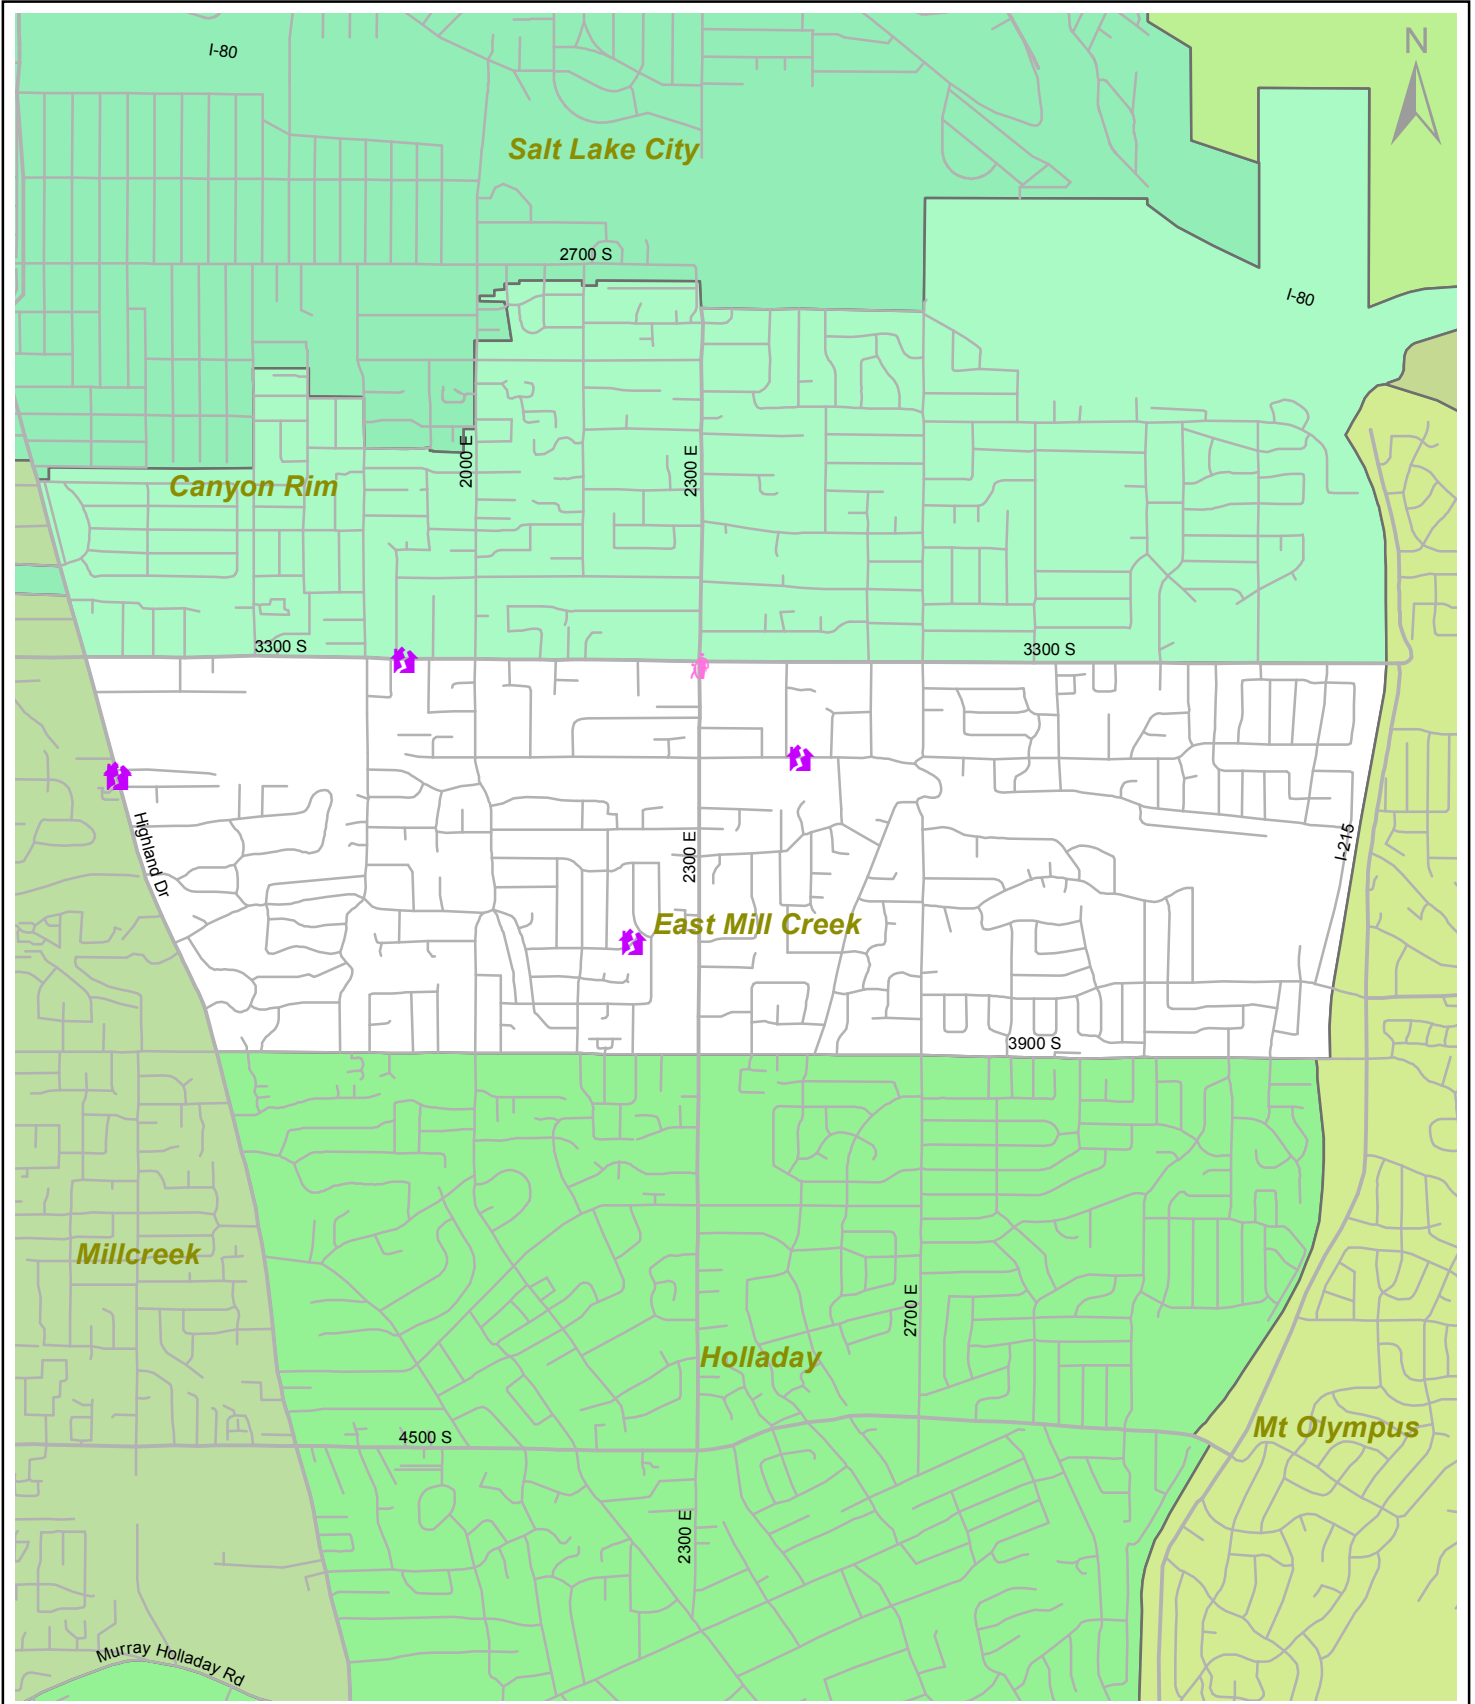 I-80
N
Salt Lake City
2700 S
I-80
2000 E
2300 E
Canyon Rim
3300 S
3300 S
Highland Dr
2300 E
I-215
East Mill Creek
3900 S
Millcreek
2700 E
Holladay
Mt Olympus
4500 S
2300 E
Murray Holladay Rd